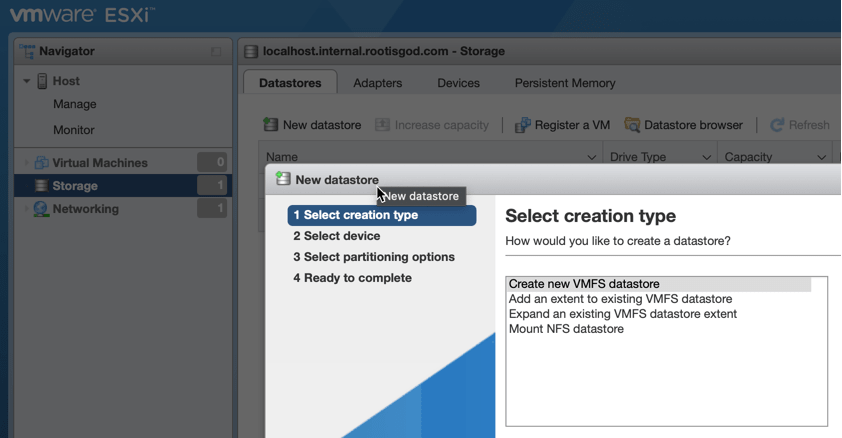 vmware ESXi™
Navigator
localhost.internal.rootisgod.com - Storage
Host
Manage
Monitor
Virtual Machines 0
Storage 1
Networking 1
Datastores Adapters Devices Persistent Memory
New datastore Increase capacity Register a VM Datastore browser Refresh
Name Drive Type Capacity
New datastore
New datastore
1 Select creation type
2 Select device
3 Select partitioning options
4 Ready to complete
Select creation type
How would you like to create a datastore?
Create new VMFS datastore
Add an extent to existing VMFS datastore
Expand an existing VMFS datastore extent
Mount NFS datastore